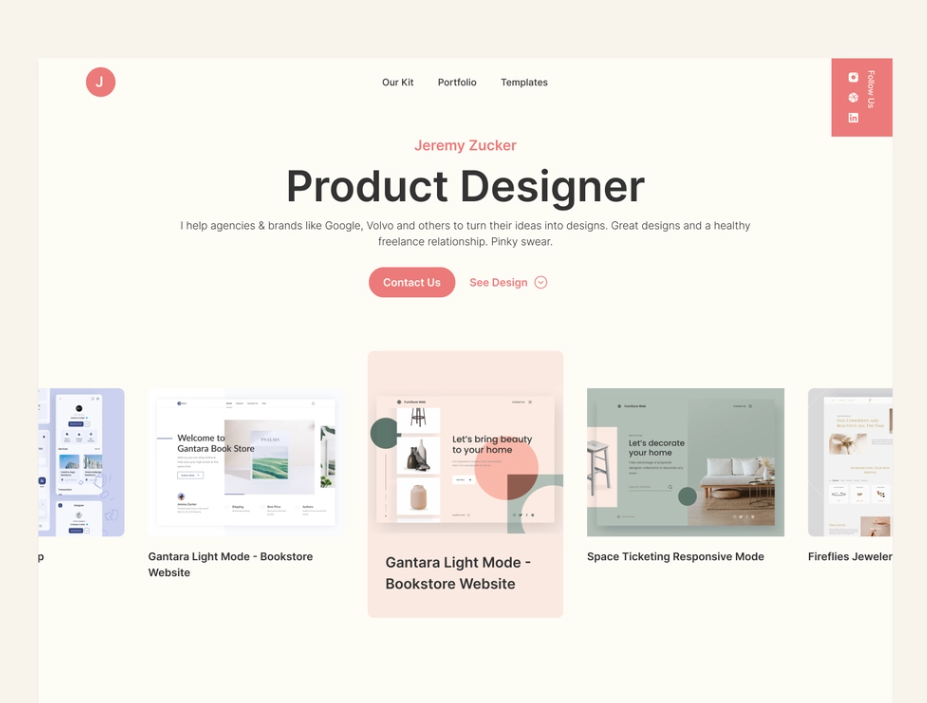 J
Our Kit
Portfolio
Templates
Follow Us
Jeremy Zucker
Product Designer
I help agencies & brands like Google, Volvo and others to turn their ideas into designs. Great designs and a healthy
freelance relationship. Pinky swear.
Contact Us
See Design
Welcome to
Gantara Book Store
Let's bring beauty
to your home
Let's decorate
your home
p
Gantara Light Mode - Bookstore
Website
Gantara Light Mode -
Bookstore Website
Space Ticketing Responsive Mode
Fireflies Jeweler